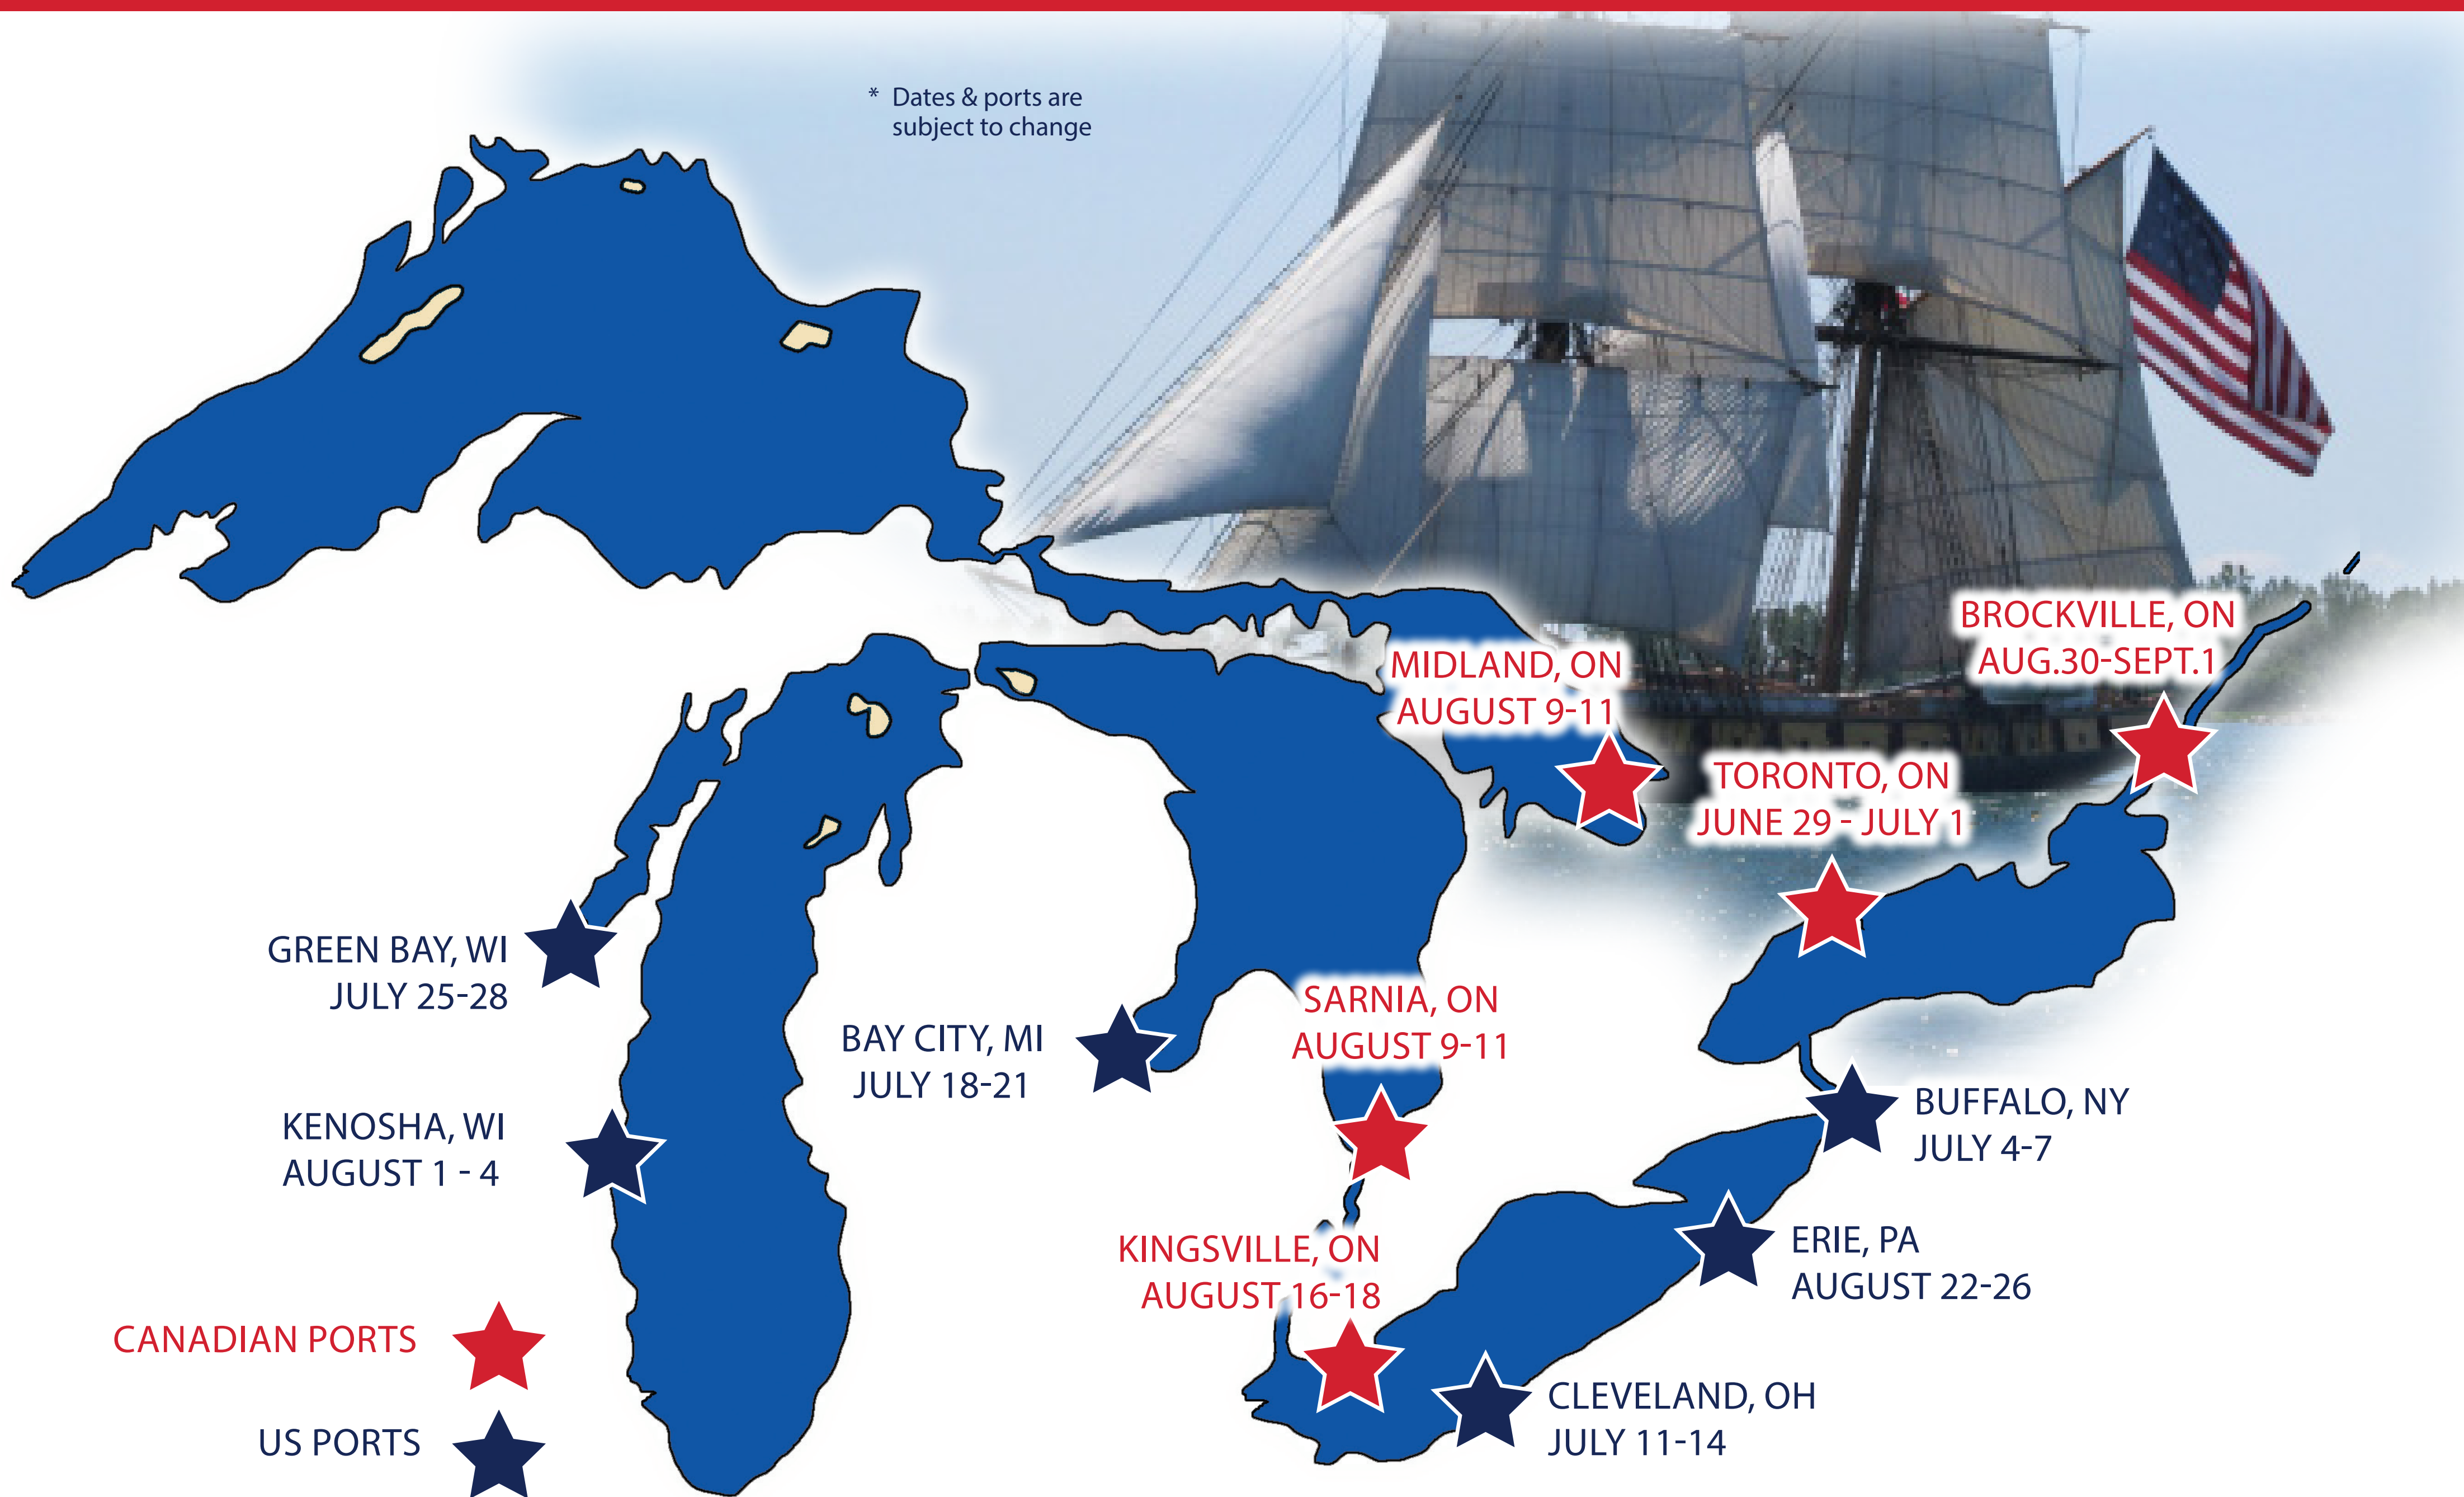 * Dates & ports are
subject to change
BROCKVILLE, ON
AUG.30-SEPT.1
MIDLAND, ON
AUGUST 9-11
TORONTO, ON
JUNE 29 - JULY 1
GREEN BAY, WI
JULY 25-28
SARNIA, ON
AUGUST 9-11
BAY CITY, MI
JULY 18-21
BUFFALO, NY
JULY 4-7
KENOSHA, WI
AUGUST 1 - 4
KINGSVILLE, ON
AUGUST 16-18
ERIE, PA
AUGUST 22-26
CANADIAN PORTS
CLEVELAND, OH
JULY 11-14
US PORTS